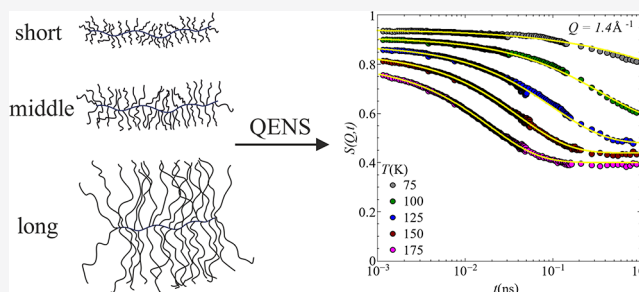 short
middle
long
QENS
Q = 1.4Å⁻¹
S(Q,t)
1
0.8
0.6
0.4
0.2
0
T(K)
75
100
125
150
175
10⁻³ 10⁻² 10⁻¹
t(ns)